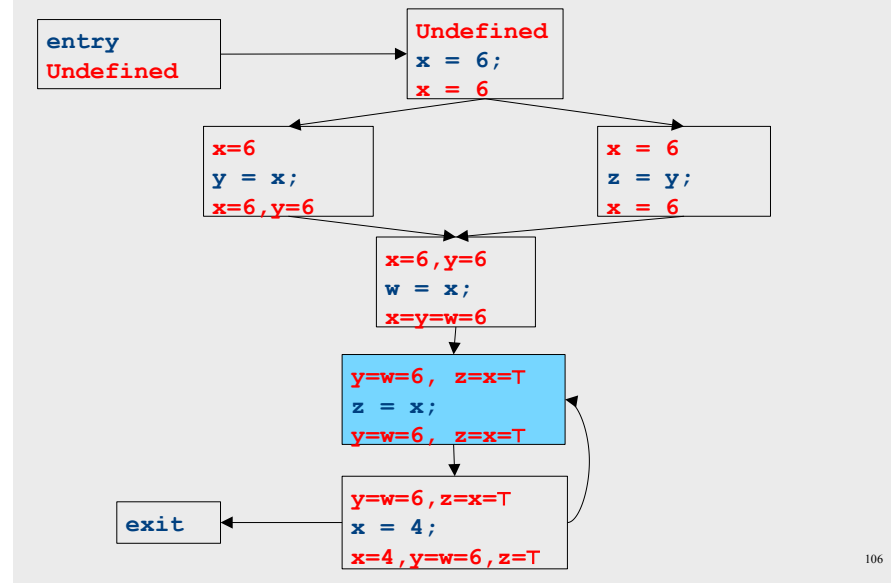 entry
Undefined
Undefined
x = 6;
x = 6
x=6
y = x;
x=6,y=6
x = 6
z = y;
x = 6
x=6,y=6
w = x;
x=y=w=6
y=w=6, z=x=⊤
z = x;
y=w=6, z=x=⊤
y=w=6,z=x=⊤
x = 4;
x=4,y=w=6,z=⊤
exit
106